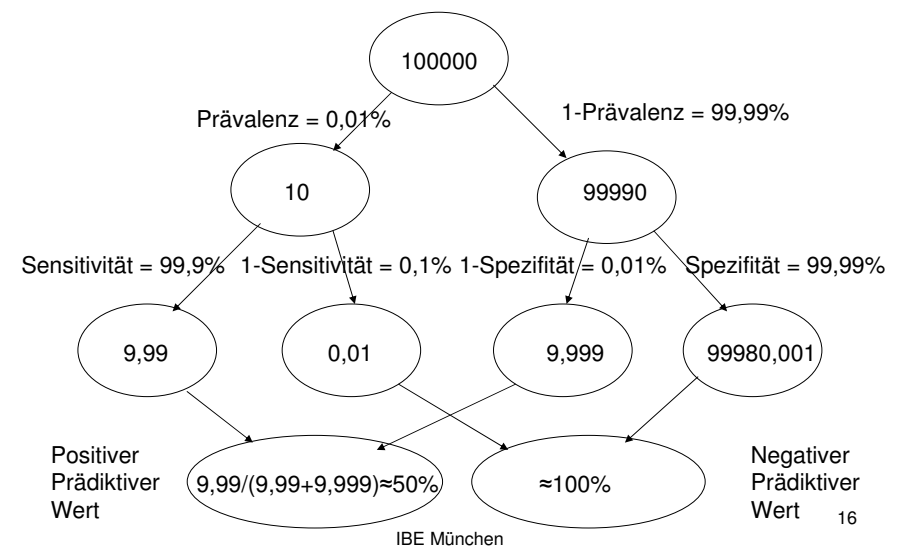 100000
Prävalenz = 0,01%
1-Prävalenz = 99,99%
10
99990
Sensitivität = 99,9%
1-Sensitivität = 0,1%
1-Spezifität = 0,01%
Spezifität = 99,99%
9,99
0,01
9,999
99980,001
Positiver
Prädiktiver
Wert
9,99/(9,99+9,999)≈50%
≈100%
Negativer
Prädiktiver
Wert
16
IBE München